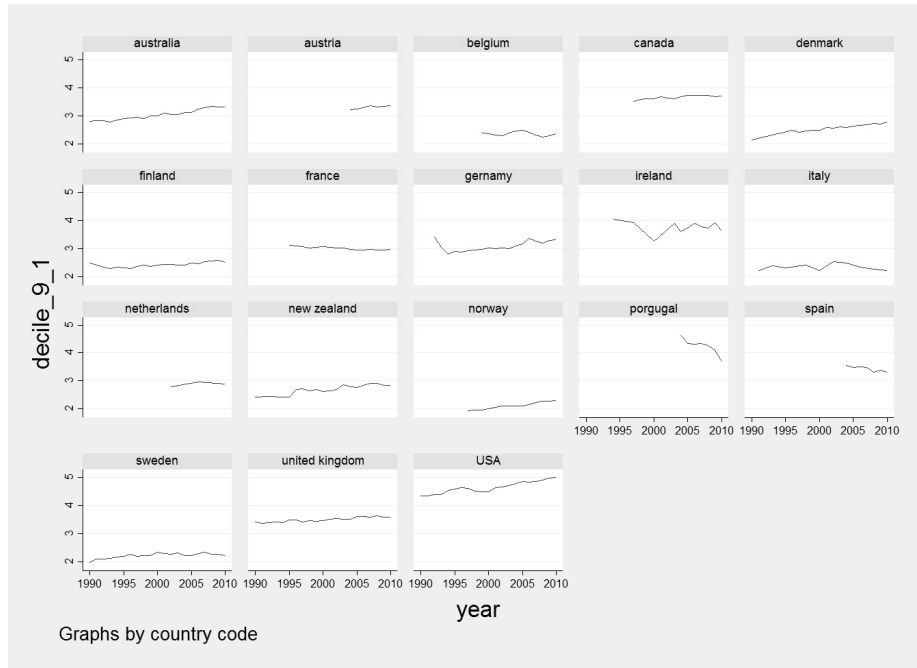 decile_9_1
australia
austria
belgium
canada
denmark
5
4
3
2
finland
france
gernamy
ireland
italy
5
4
3
2
netherlands
new zealand
norway
porgugal
spain
5
4
3
2
1990 1995 2000 2005 2010
1990 1995 2000 2005 2010
sweden
united kingdom
USA
5
4
3
2
1990 1995 2000 2005 2010
1990 1995 2000 2005 2010
1990 1995 2000 2005 2010
year
Graphs by country code